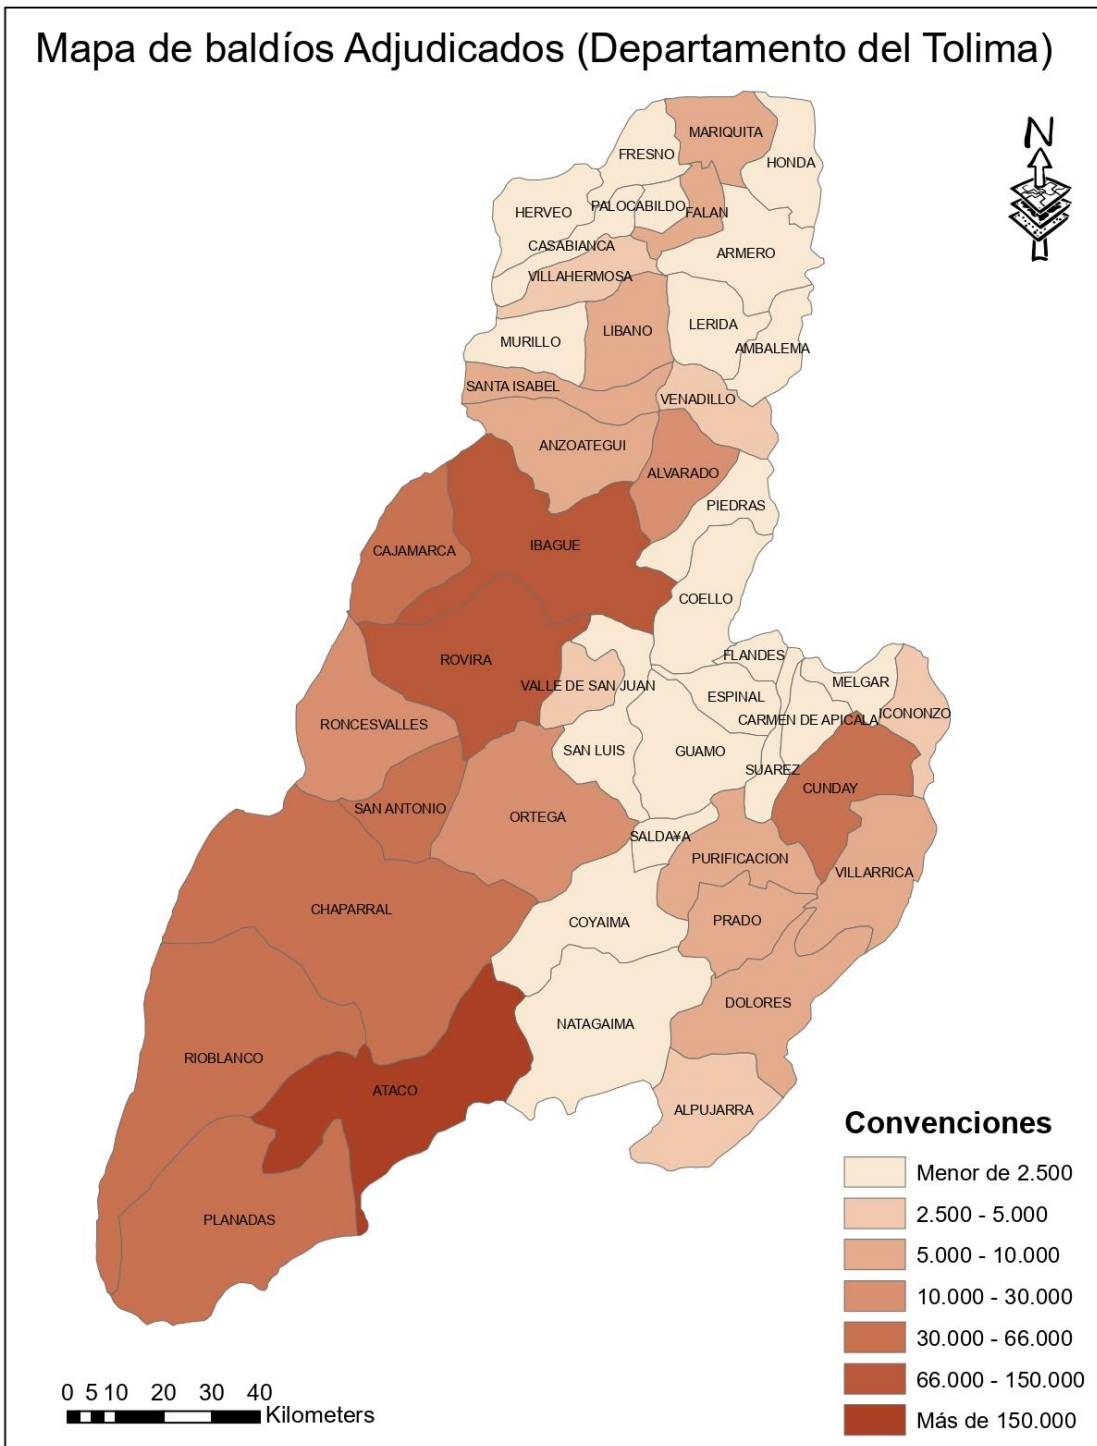 Mapa de baldíos Adjudicados (Departamento del Tolima)
N
MARIQUITA
FRESNO
HONDA
PALOCABILDO
HERVEO
FALAN
CASABIANCA
ARMERO
VILLAHERMOSA
LERIDA
LIBANO
MURILLO
AMBALEMA
SANTA ISABEL
VENADILLO
ANZOATEGUI
ALVARADO
PIEDRAS
IBAGUE
CAJAMARCA
COELLO
FLANDES
ROVIRA
MELGAR
VALLE DE SAN JUAN
ESPINAL
ICONONZO
CARMEN DE APICALA
RONCESVALLES
SAN LUIS
GUAMO
SUAREZ
CUNDAY
SAN ANTONIO
ORTEGA
SALDA¥A
PURIFICACION
VILLARRICA
CHAPARRAL
COYAIMA
PRADO
DOLORES
NATAGAIMA
RIOBLANCO
ATACO
ALPUJARRA
PLANADAS
Convenciones
Menor de 2.500
2.500 - 5.000
5.000 - 10.000
10.000 - 30.000
30.000 - 66.000
66.000 - 150.000
Más de 150.000
0 5 10 20 30 40
Kilometers